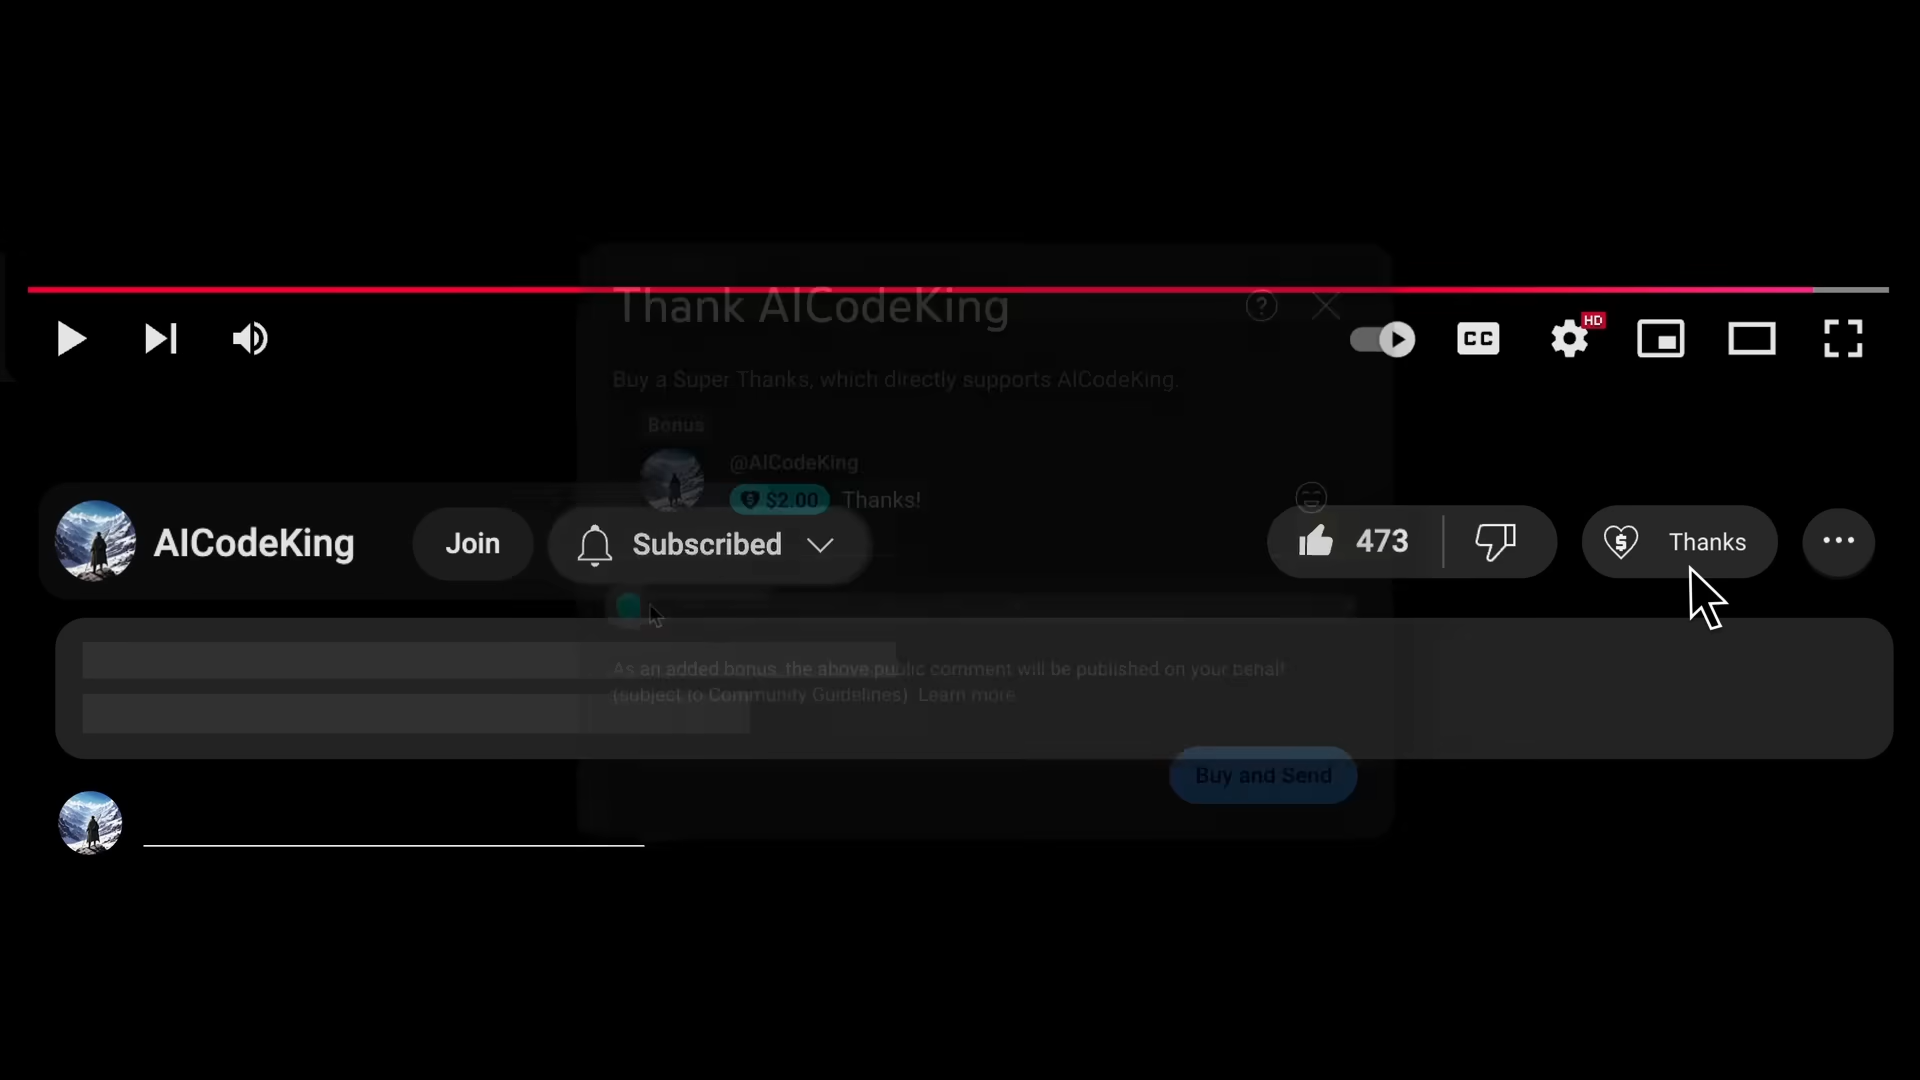 Thank AICodeKing
HD
CC
Buy a Super Thanks, which directly supports AICodeKing.
Bonus
@AICodeKing
$2.00 Thanks!
AICodeKing Join Subscribed 473 Thanks
As an added bonus, the above public comment will be published on your behalf
(subject to Community Guidelines) Learn more
Buy and Send